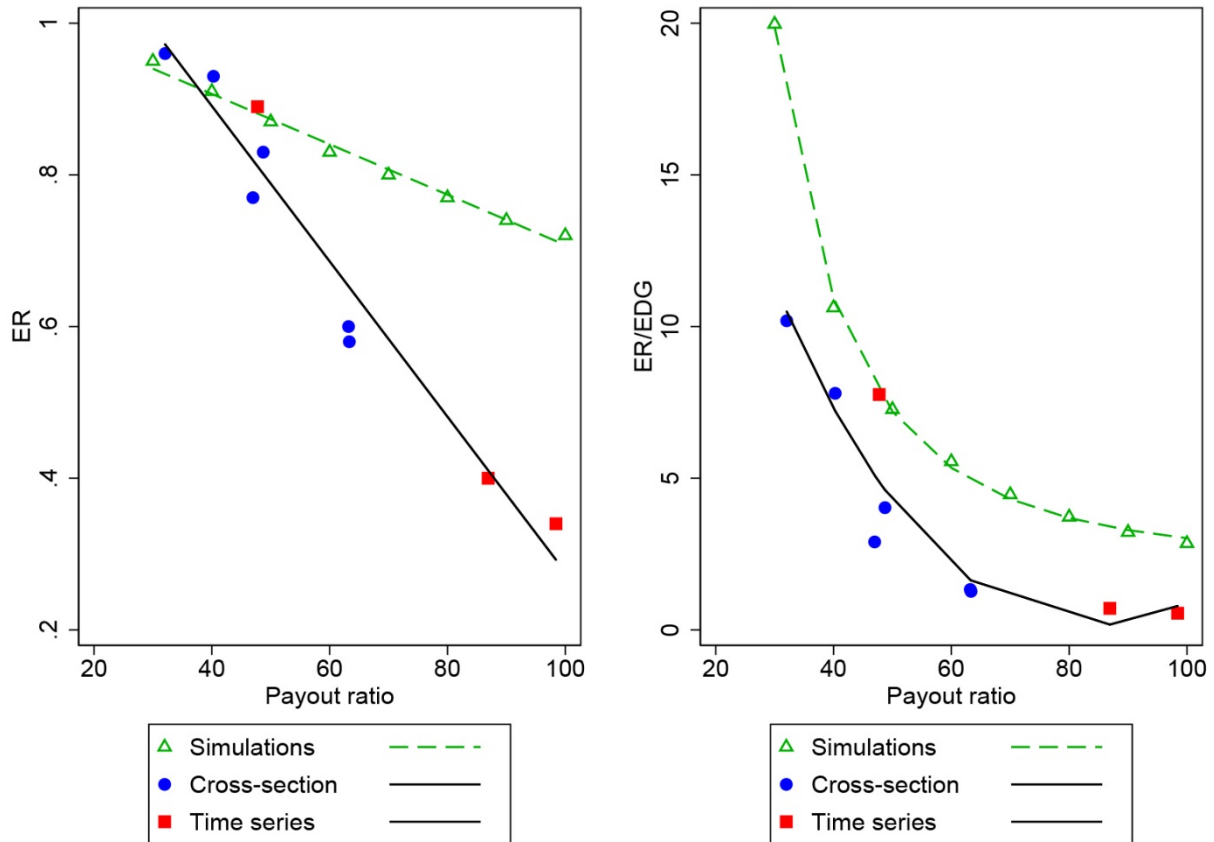 1
.8
.6
.4
.2
ER
20 40 60 80 100
Payout ratio
Simulations
Cross-section
Time series
20
15
10
5
0
ER/EDG
20 40 60 80 100
Payout ratio
Simulations
Cross-section
Time series